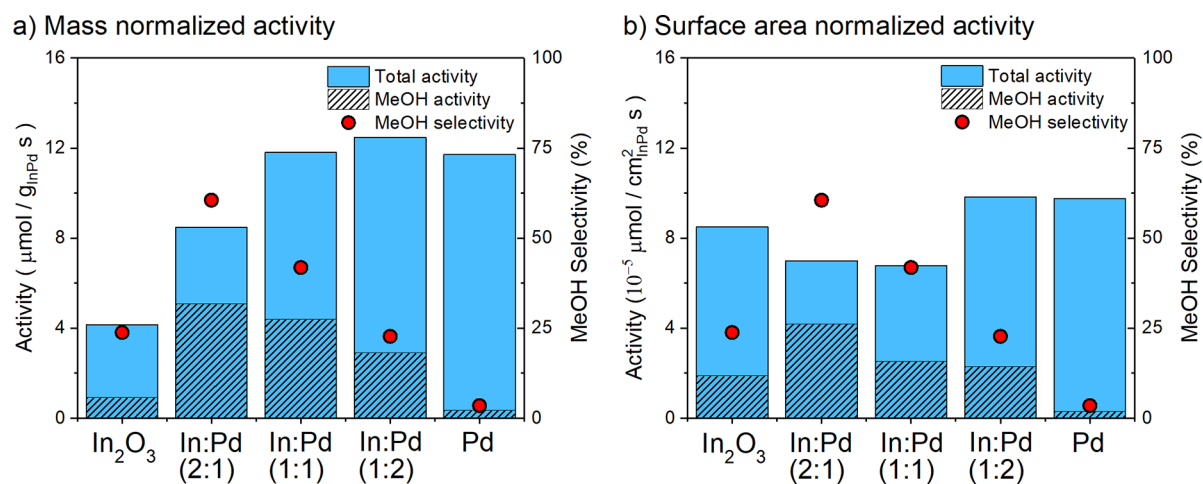 a) Mass normalized activity
16
12
8
4
0
Activity ( μmol / g_InPd s )
100
75
50
25
0
MeOH Selectivity (%)
Total activity
MeOH activity
MeOH selectivity
In₂O₃
In:Pd (2:1)
In:Pd (1:1)
In:Pd (1:2)
Pd
b) Surface area normalized activity
16
12
8
4
0
Activity (10⁻⁵ μmol / cm²_InPd s )
100
75
50
25
0
MeOH Selectivity (%)
Total activity
MeOH activity
MeOH selectivity
In₂O₃
In:Pd (2:1)
In:Pd (1:1)
In:Pd (1:2)
Pd